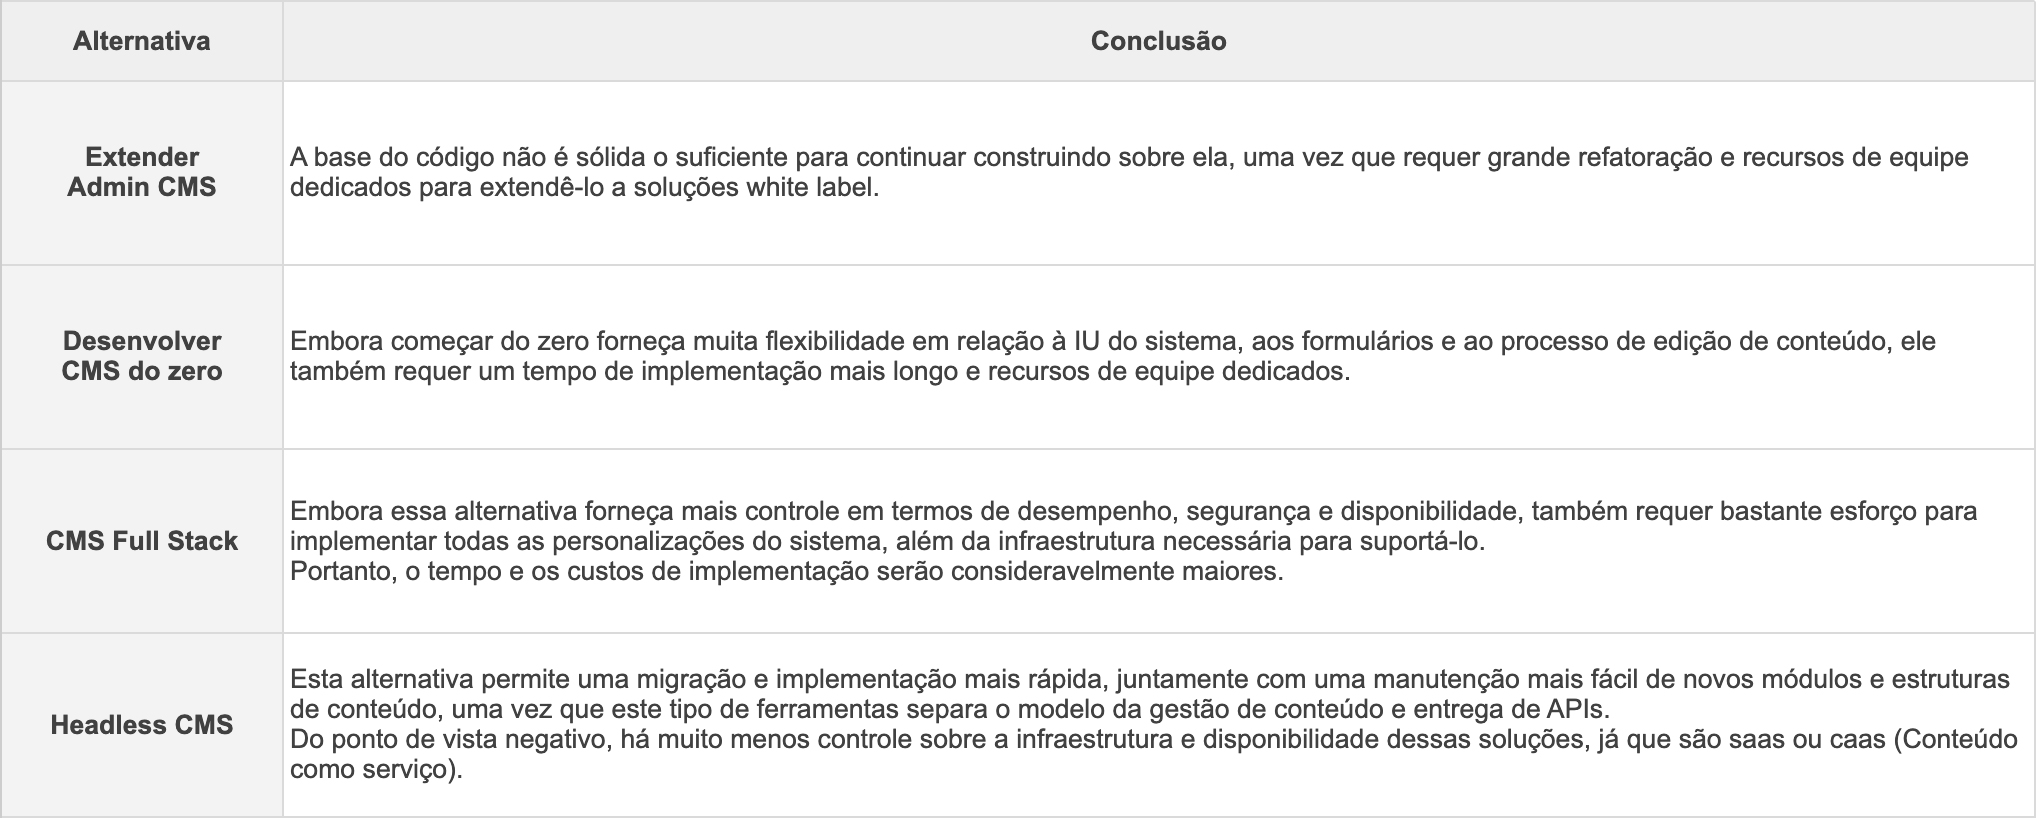 Alternativa
Conclusão
Extender
Admin CMS
A base do código não é sólida o suficiente para continuar construindo sobre ela, uma vez que requer grande refatoração e recursos de equipe
dedicados para extendê-lo a soluções white label.
Desenvolver
CMS do zero
Embora começar do zero forneça muita flexibilidade em relação à IU do sistema, aos formulários e ao processo de edição de conteúdo, ele
também requer um tempo de implementação mais longo e recursos de equipe dedicados.
CMS Full Stack
Embora essa alternativa forneça mais controle em termos de desempenho, segurança e disponibilidade, também requer bastante esforço para
implementar todas as personalizações do sistema, além da infraestrutura necessária para suportá-lo.
Portanto, o tempo e os custos de implementação serão consideravelmente maiores.
Headless CMS
Esta alternativa permite uma migração e implementação mais rápida, juntamente com uma manutenção mais fácil de novos módulos e estruturas
de conteúdo, uma vez que este tipo de ferramentas separa o modelo da gestão de conteúdo e entrega de APIs.
Do ponto de vista negativo, há muito menos controle sobre a infraestrutura e disponibilidade dessas soluções, já que são saas ou caas (Conteúdo
como serviço).